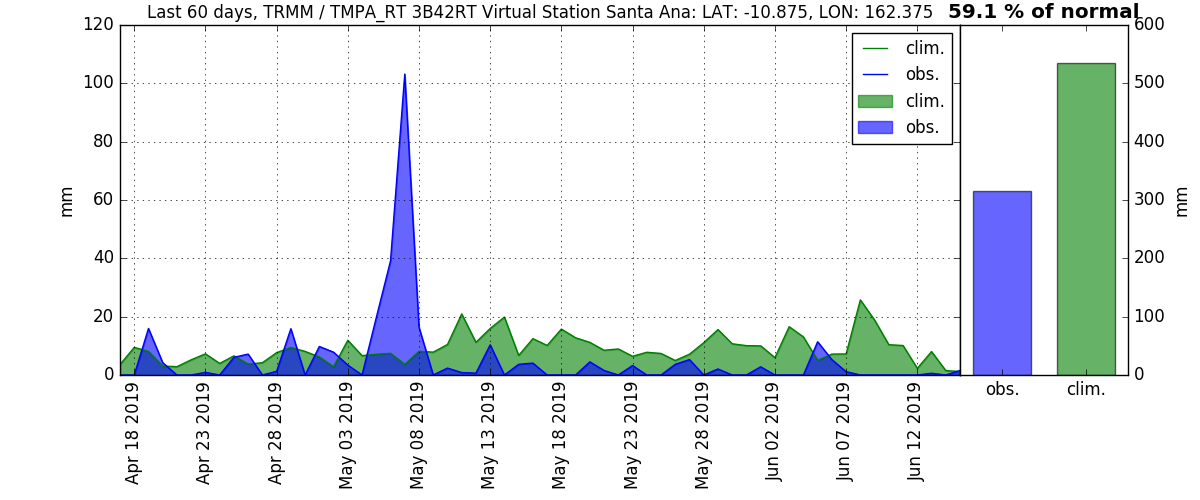 Last 60 days, TRMM / TMPA_RT 3B42RT Virtual Station Santa Ana: LAT: -10.875, LON: 162.375 59.1 % of normal
120
100
80
60
40
20
0
mm
clim.
obs.
clim.
obs.
600
500
400
300
200
100
0
mm
Apr 18 2019
Apr 23 2019
Apr 28 2019
May 03 2019
May 08 2019
May 13 2019
May 18 2019
May 23 2019
May 28 2019
Jun 02 2019
Jun 07 2019
Jun 12 2019
obs.
clim.